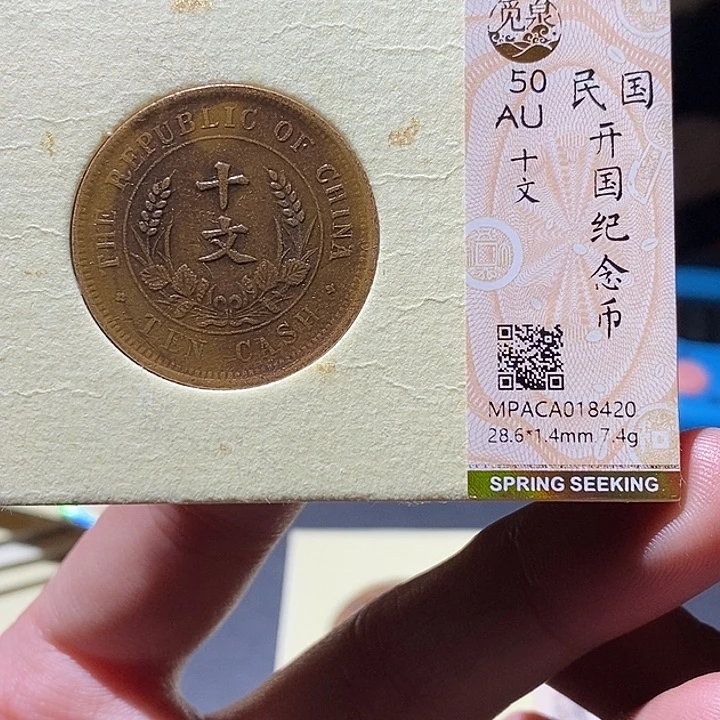 THE REPUBLIC OF CHINA
十
文
TEN CASH
觅泉
50
AU
十文
民国
开国纪念币
MPACA018420
28.6*1.4mm 7.4g
SPRING SEEKING